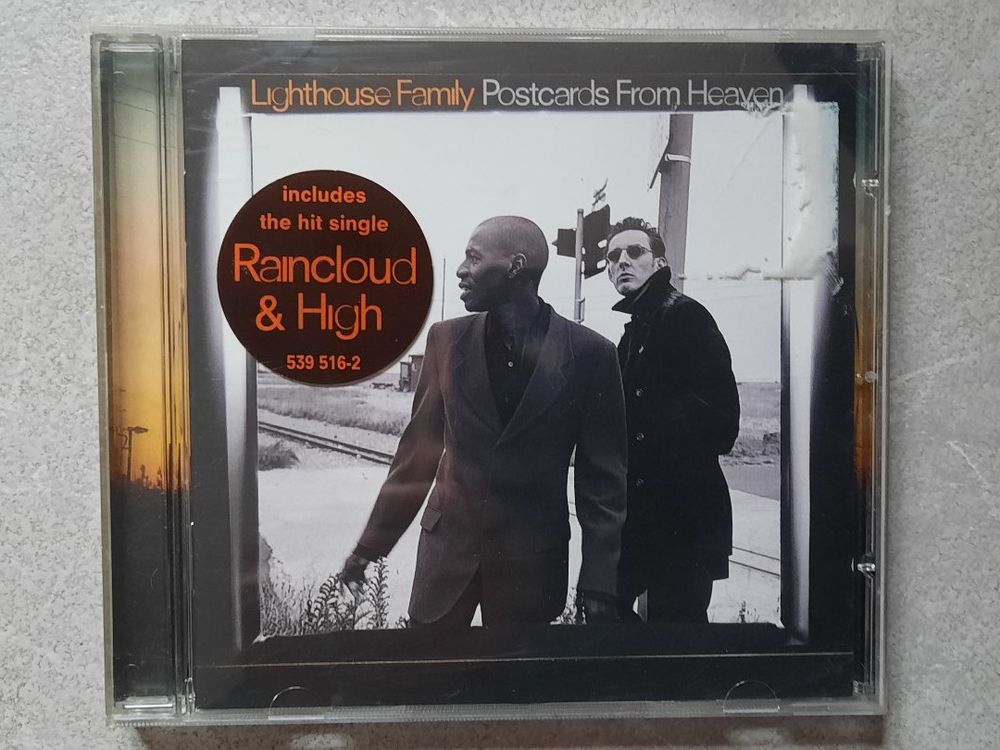 Lighthouse Family Postcards From Heaven
includes
the hit single
Raincloud
& High
539 516-2